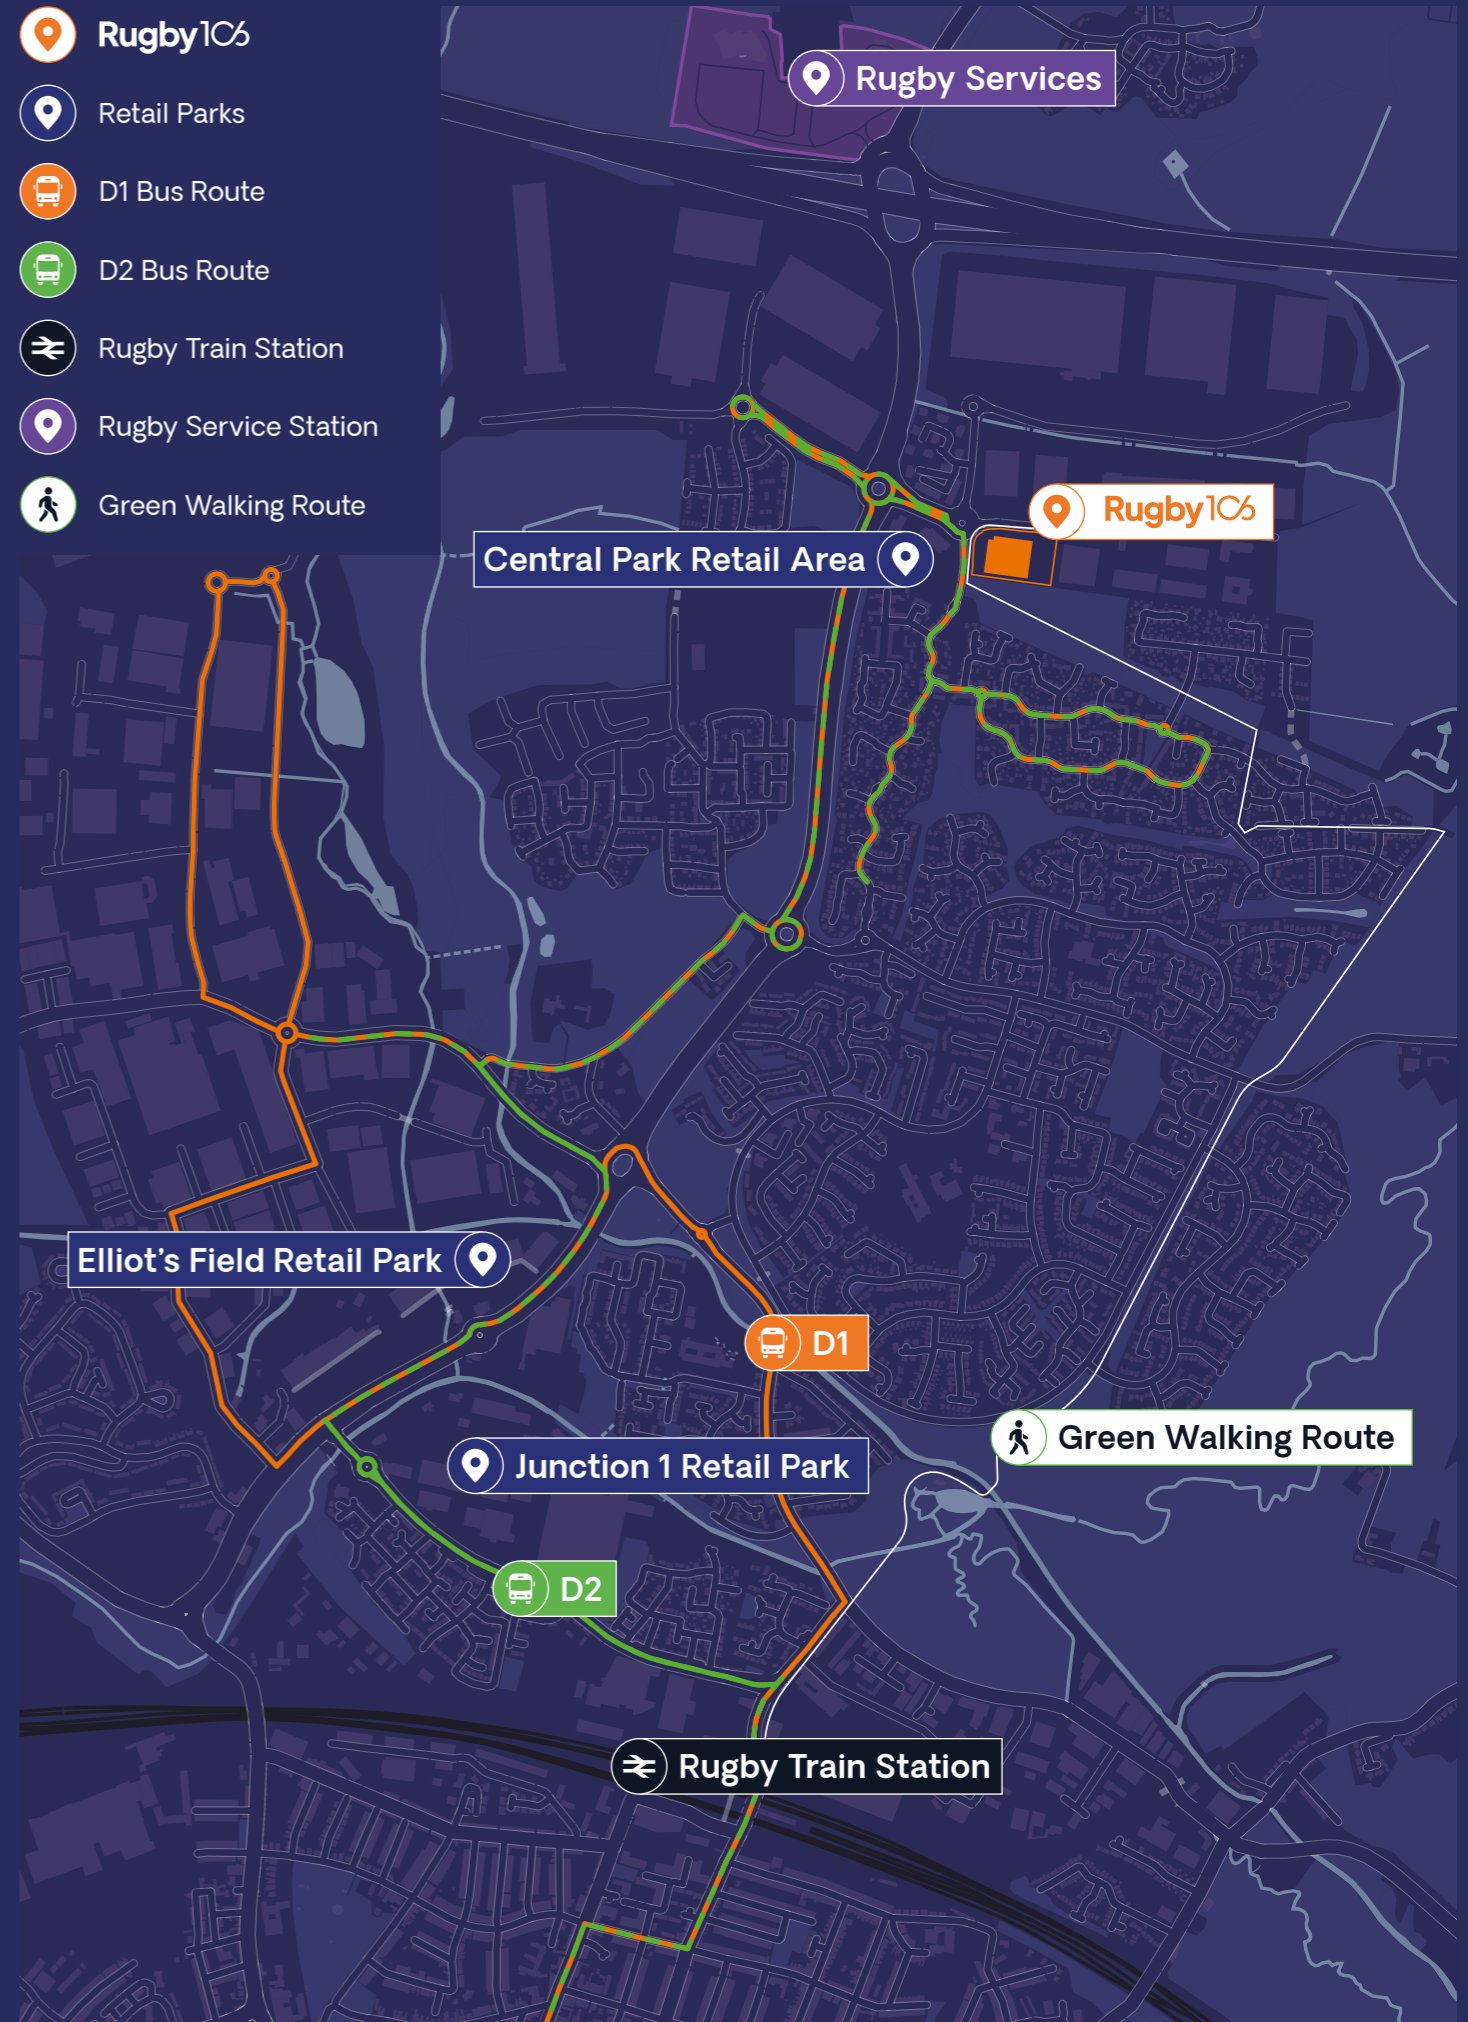 Rugby106
Retail Parks
D1 Bus Route
D2 Bus Route
Rugby Train Station
Rugby Service Station
Green Walking Route
Rugby Services
Rugby106
Central Park Retail Area
Elliot's Field Retail Park
D1
Green Walking Route
Junction 1 Retail Park
D2
Rugby Train Station